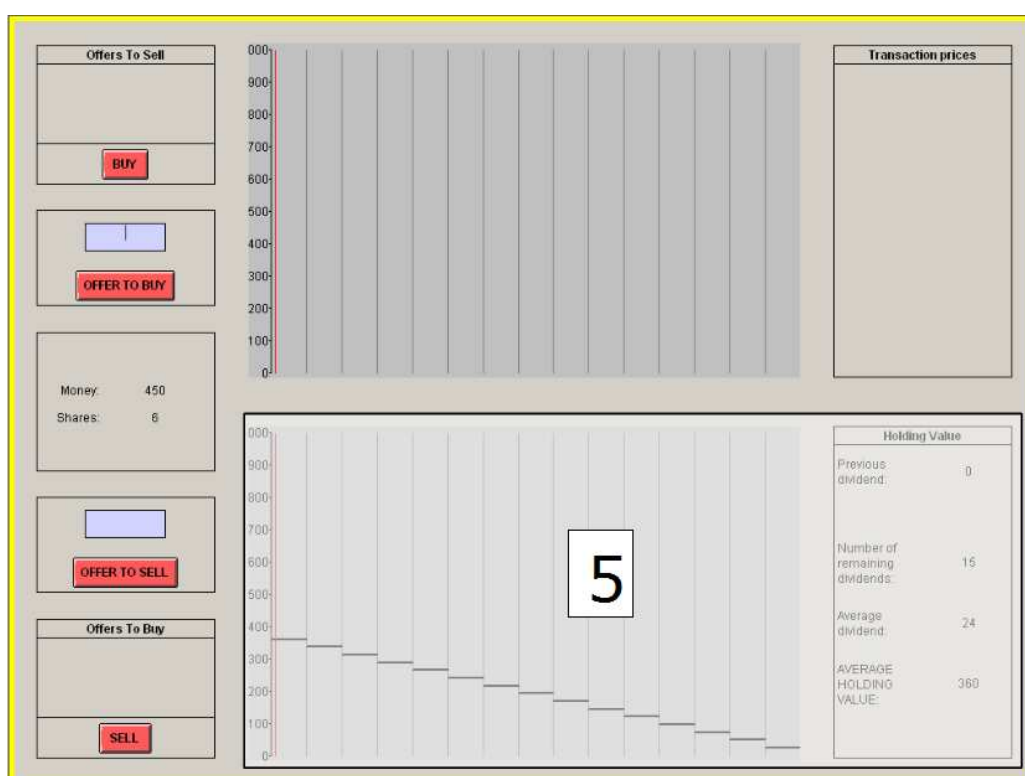 Offers To Sell
BUY
OFFER TO BUY
Money: 450
Shares: 6
OFFER TO SELL
Offers To Buy
SELL
000
900
800
700
600
500
400
300
200
100
0
Transaction prices
000
900
800
700
600
500
400
300
200
100
0
5
Holding Value
Previous
dividend: 0
Number of
remaining
dividends: 15
Average
dividend: 24
AVERAGE
HOLDING
VALUE: 360